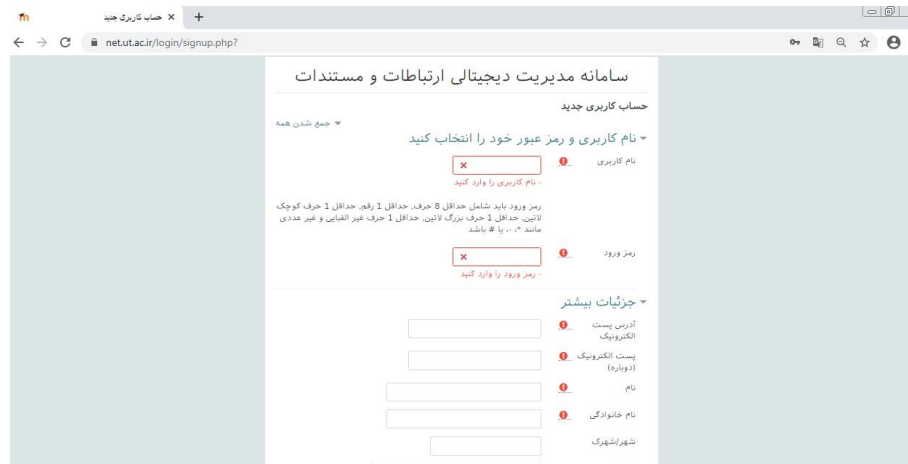 حساب کاربری جدید
net.ut.ac.ir/login/signup.php?
سامانه مدیریت دیجیتالی ارتباطات و مستندات
حساب کاربری جدید
جمع شدن همه
نام کاربری و رمز عبور خود را انتخاب کنید
نام کاربری
- نام کاربری را وارد کنید
رمز ورود باید شامل حداقل 8 حرف, حداقل 1 رقم, حداقل 1 حرف کوچک
لاتین, حداقل 1 حرف بزرگ لاتین, حداقل 1 حرف غیر الفبایی و غیر عددی
مانند *، -، یا # باشد
رمز ورود
- رمز ورود را وارد کنید
جزئیات بیشتر
آدرس پست
الکترونیک
پست الکترونیک
(دوباره)
نام
نام خانوادگی
شهر/شهرک